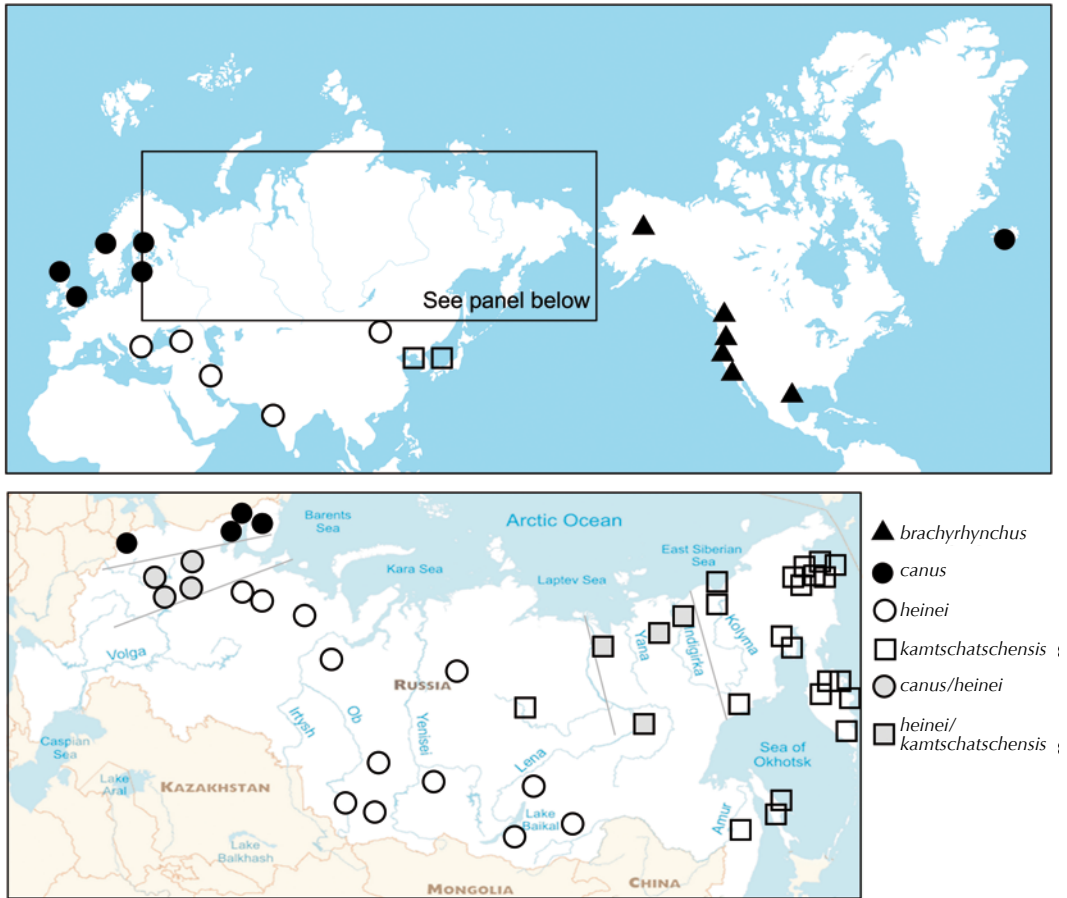 See panel below
Barents
Sea
Arctic Ocean
East Siberian
Sea
Kara Sea
Laptev Sea
Volga
RUSSIA
Irtysh
Ob
Yenisei
Lena
Yana
Indigirka
Kolyma
Caspian
Sea
Lake
Aral
KAZAKHSTAN
Lake
Balkhash
Lake
Baikal
Amur
Sea of
Okhotsk
MONGOLIA
CHINA
brachyrhynchus
canus
heinei
kamtschatschensis
canus/heinei
heinei/
kamtschatschensis